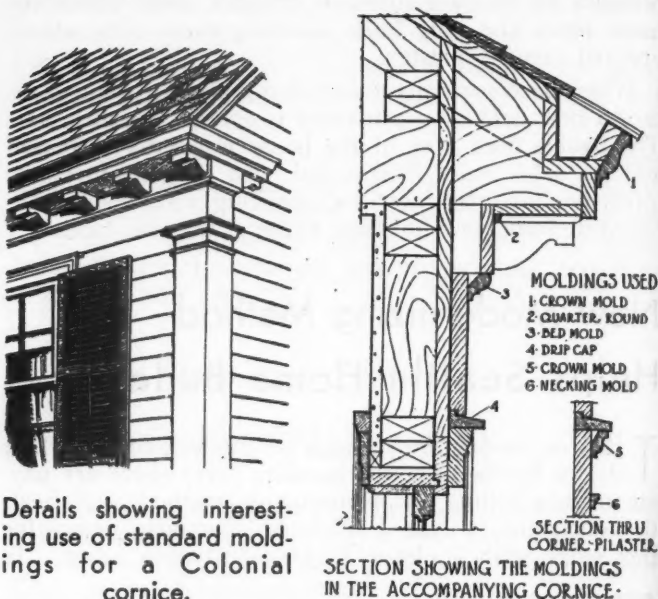 MOLDINGS USED
1-CROWN MOLD
2-QUARTER ROUND
3-BED MOLD
4-DRIP CAP
5-CROWN MOLD
6-NECKING MOLD
1
2
3
4
5
6
SECTION THRU
CORNER-PILASTER
Details showing interest-
ing use of standard mold-
ings for a Colonial
cornice.
SECTION SHOWING THE MOLDINGS
IN THE ACCOMPANYING CORNICE-